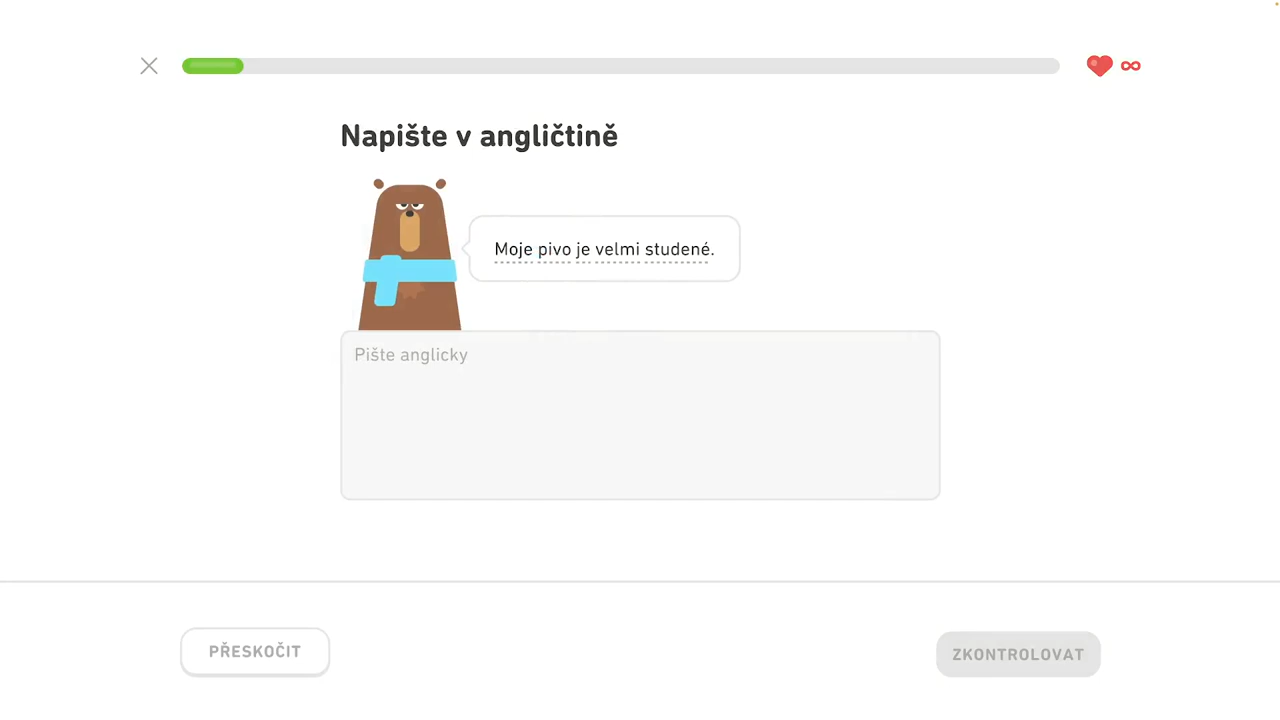 Napište v angličtině
Moje pivo je velmi studené.
Pište anglicky
PŘESKOČIT
ZKONTROLOVAT